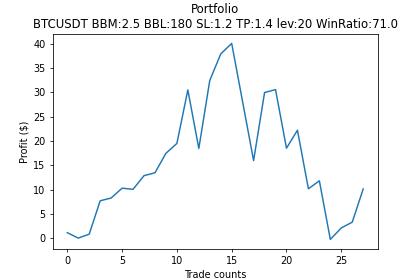 Portfolio
BTCUSDT BBM:2.5 BBL:180 SL:1.2 TP:1.4 lev:20 WinRatio:71.0
40
35
30
25
20
15
10
5
0
Profit ($)
0 5 10 15 20 25
Trade counts